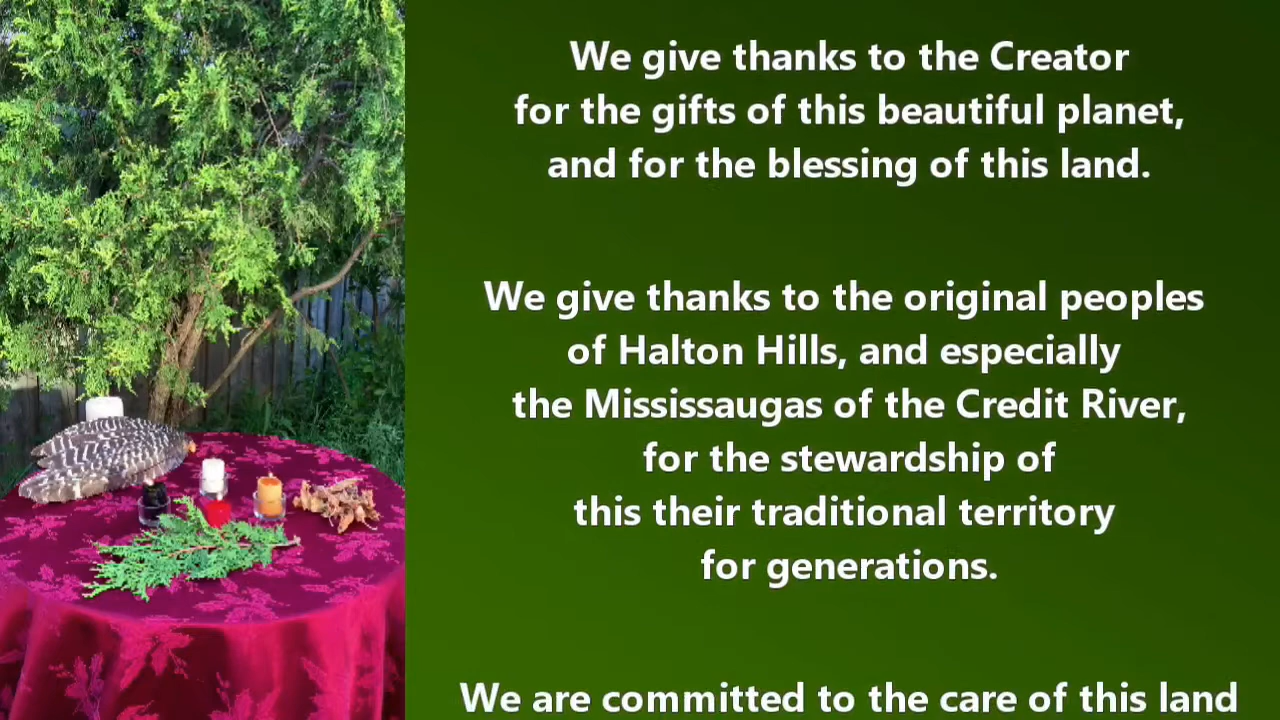 We give thanks to the Creator
for the gifts of this beautiful planet,
and for the blessing of this land.
We give thanks to the original peoples
of Halton Hills, and especially
the Mississaugas of the Credit River,
for the stewardship of
this their traditional territory
for generations.
We are committed to the care of this land